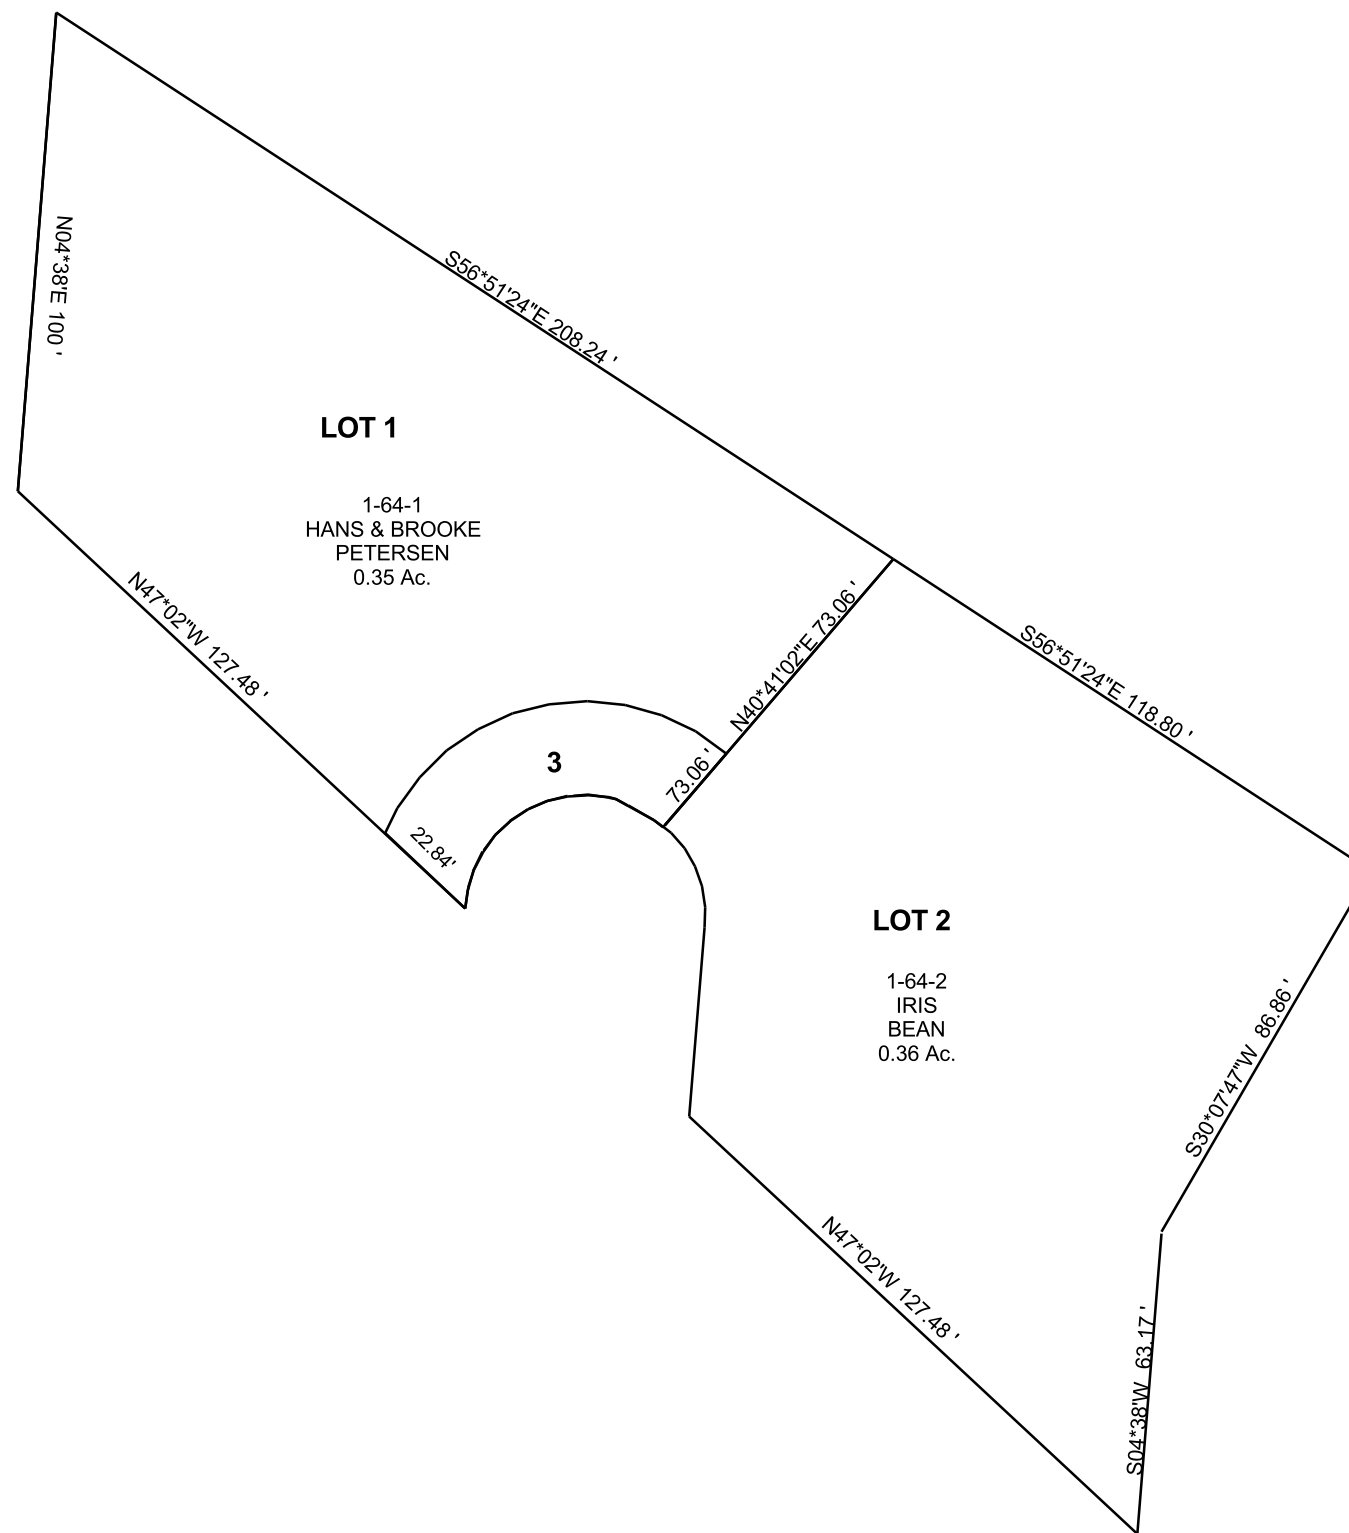 N04*38'E 100 '
S56*51'24"E 208.24 '
LOT 1
1-64-1
HANS & BROOKE
PETERSEN
0.35 Ac.
N47*02"W 127.48 '
N40*41'02"E 73.06 '
73.06 '
3
22.84'
S56*51'24"E 118.80 '
LOT 2
1-64-2
IRIS
BEAN
0.36 Ac.
S30*07'47"W 86.86 '
N47*02'W 127.48 '
S04*38'W 63.17 '